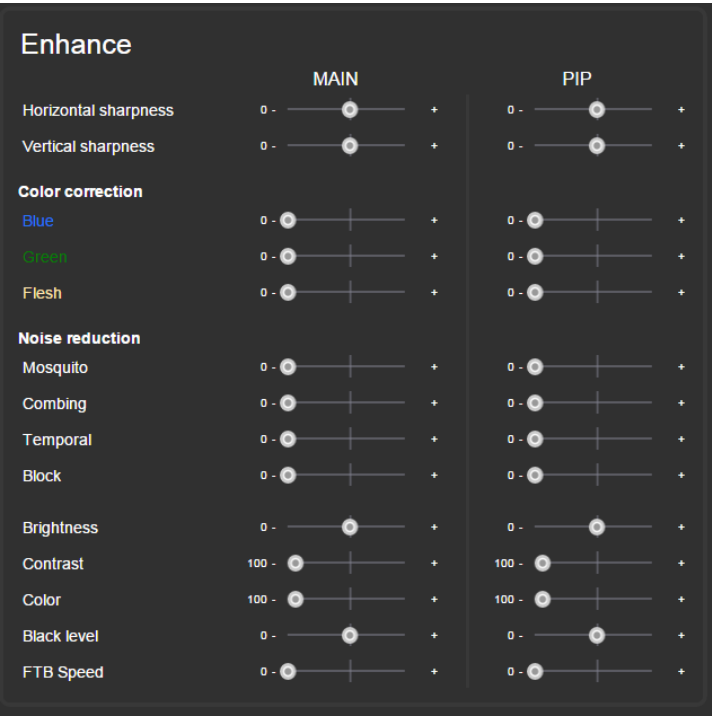 Enhance
MAIN PIP
Horizontal sharpness 0 - + 0 - +
Vertical sharpness 0 - + 0 - +
Color correction
Blue 0 - + 0 - +
Green 0 - + 0 - +
Flesh 0 - + 0 - +
Noise reduction
Mosquito 0 - + 0 - +
Combing 0 - + 0 - +
Temporal 0 - + 0 - +
Block 0 - + 0 - +
Brightness 0 - + 0 - +
Contrast 100 - + 100 - +
Color 100 - + 100 - +
Black level 0 - + 0 - +
FTB Speed 0 - + 0 - +